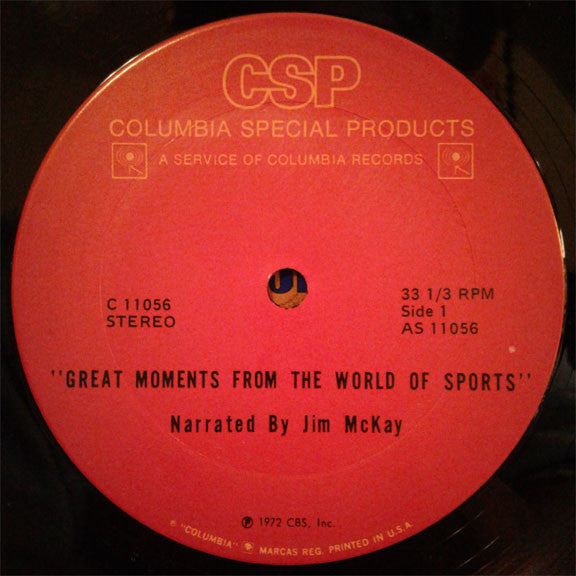 CSP
COLUMBIA SPECIAL PRODUCTS
A SERVICE OF COLUMBIA RECORDS
C 11056
STEREO
33 1/3 RPM
Side 1
AS 11056
"GREAT MOMENTS FROM THE WORLD OF SPORTS"
Narrated By Jim McKay
Ⓟ 1972 CBS, Inc.
"COLUMBIA" MARCAS REG. PRINTED IN U.S.A.